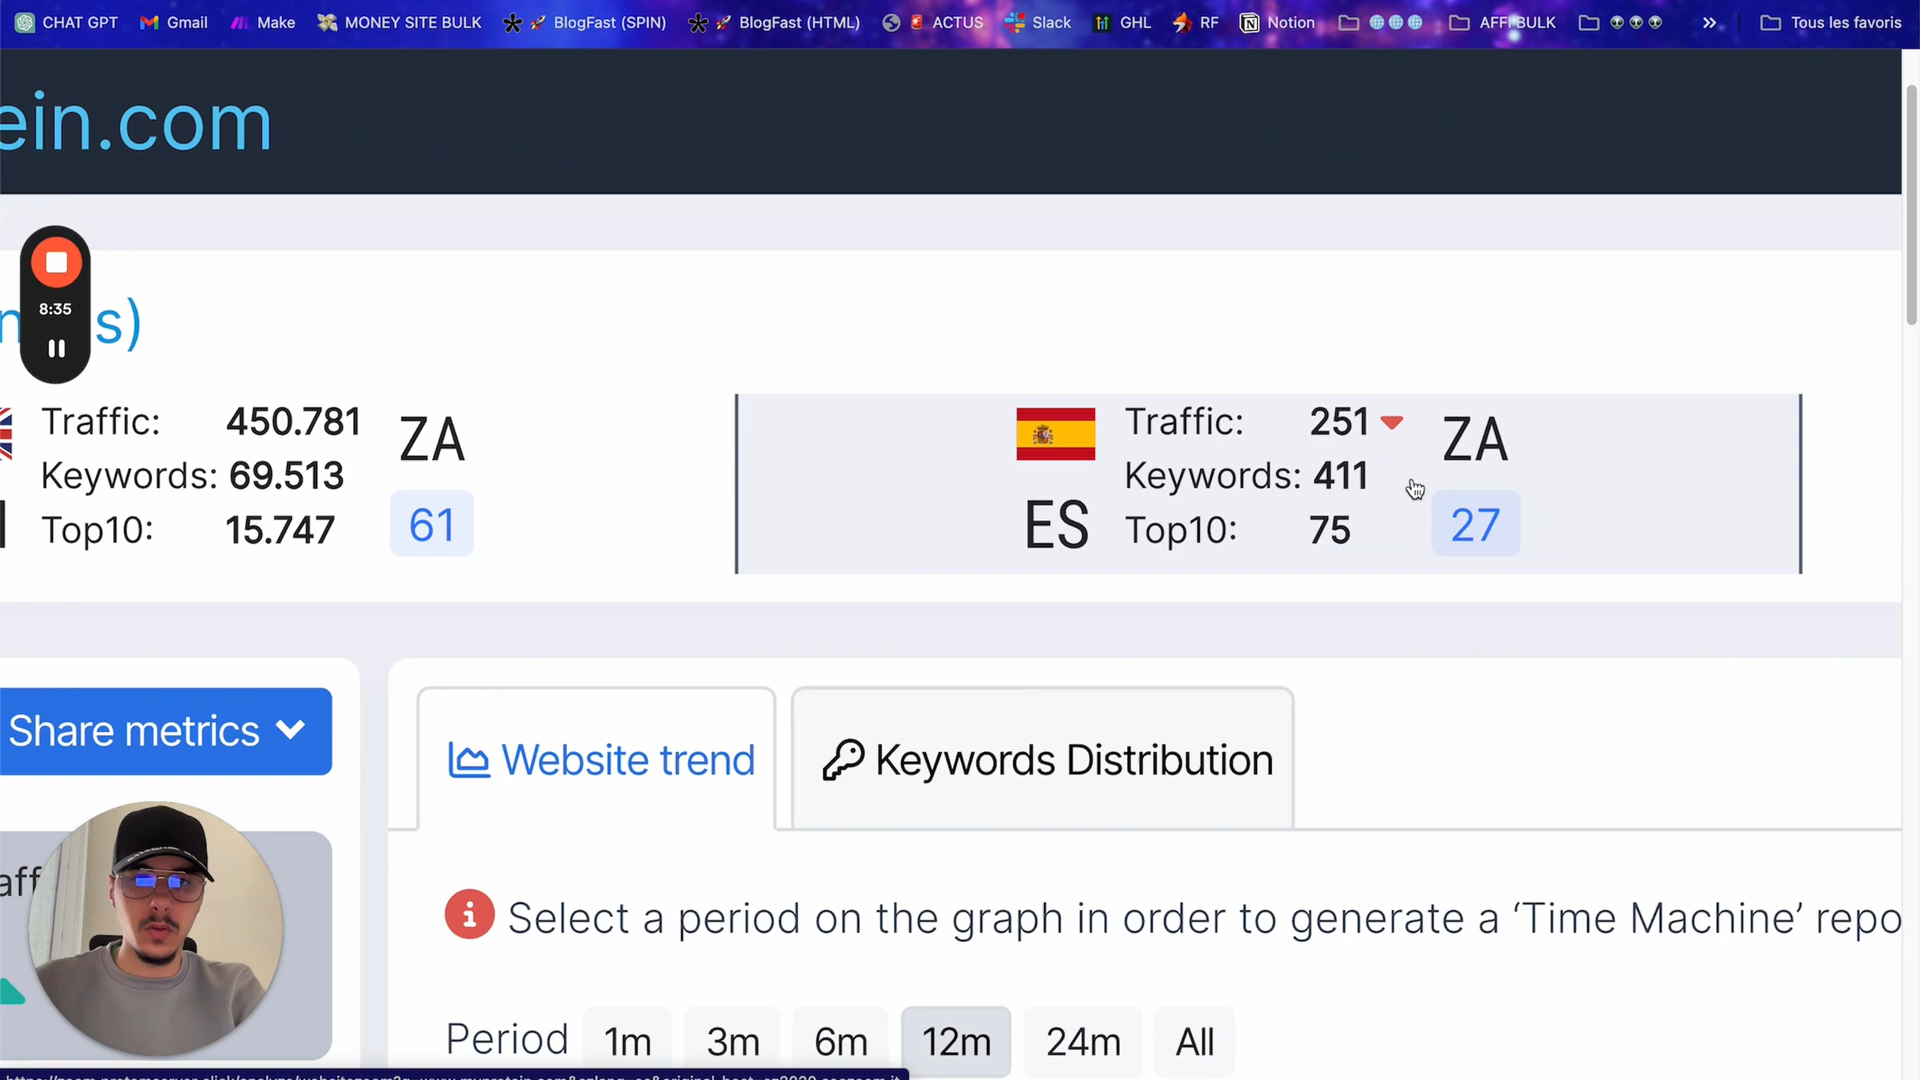 CHAT GPT Gmail Make MONEY SITE BULK BlogFast (SPIN) BlogFast (HTML) ACTUS Slack GHL RF Notion AFFI BULK » Tous les favoris
ein.com
8:35
s)
Traffic: 450.781 ZA
Keywords: 69.513
Top10: 15.747 61
Traffic: 251 ZA
Keywords: 411
ES Top10: 75 27
Share metrics
Website trend
Keywords Distribution
aff
Select a period on the graph in order to generate a ‘Time Machine’ repo
Period 1m 3m 6m 12m 24m All